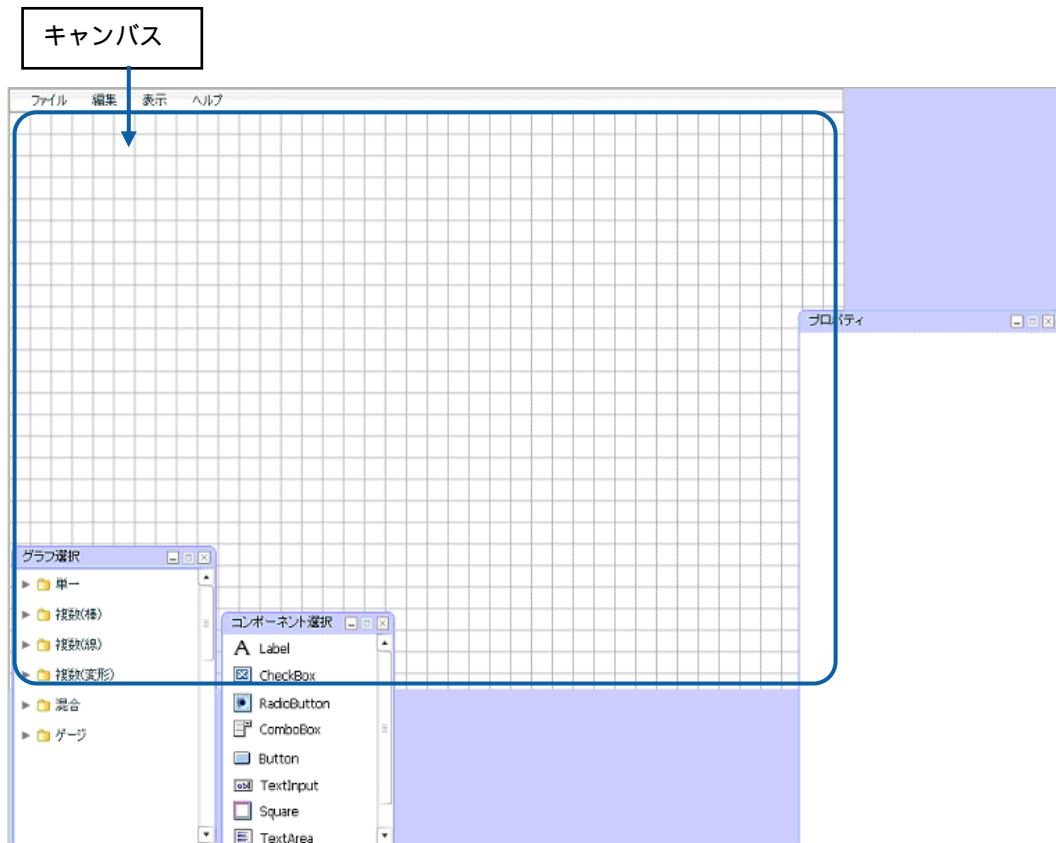 キャンバス
ファイル 編集 表示 ヘルプ
プロパティ
グラフ選択
単一
複数(棒)
複数(線)
複数(変形)
混合
ゲージ
コンポーネント選択
A Label
CheckBox
RadioButton
ComboBox
Button
abl TextInput
Square
TextArea